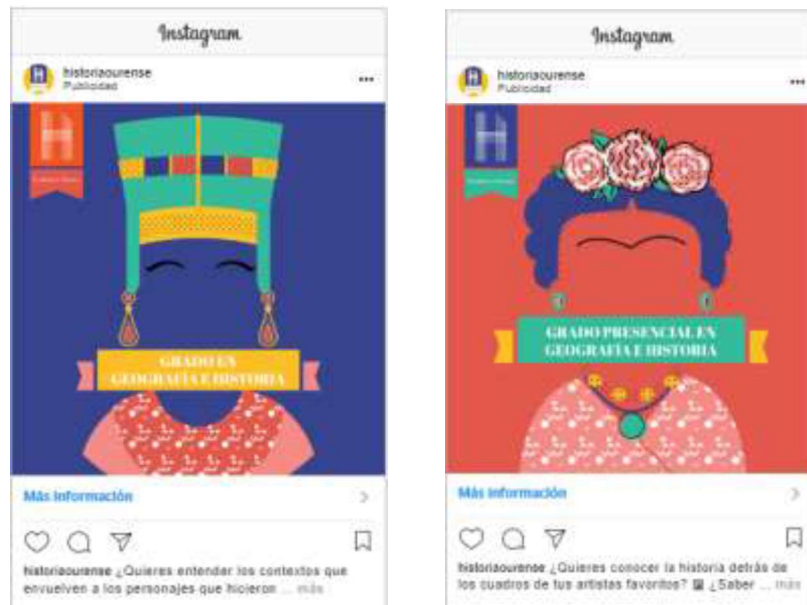 Instagram
historiaourense
Publicidad
GRADO EN
GEOGRAFÍA E HISTORIA
Más información
historiaourense ¿Quieres entender los contextos que
envuelven a los personajes que hicieron ... más
Instagram
historiaourense
Publicidad
GRADO PRESENCIAL EN
GEOGRAFÍA E HISTORIA
Más información
historiaourense ¿Quieres conocer la historia detrás de
los cuadros de tus artistas favoritos? ¿Saber ... más